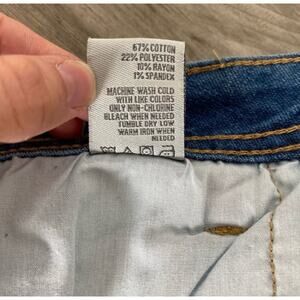 67% COTTON
22% POLYESTER
10% RAYON
1% SPANDEX
MACHINE WASH COLD
WITH LIKE COLORS
ONLY NON-CHLORINE
BLEACH WHEN NEEDED
TUMBLE DRY LOW
WARM IRON WHEN
NEEDED